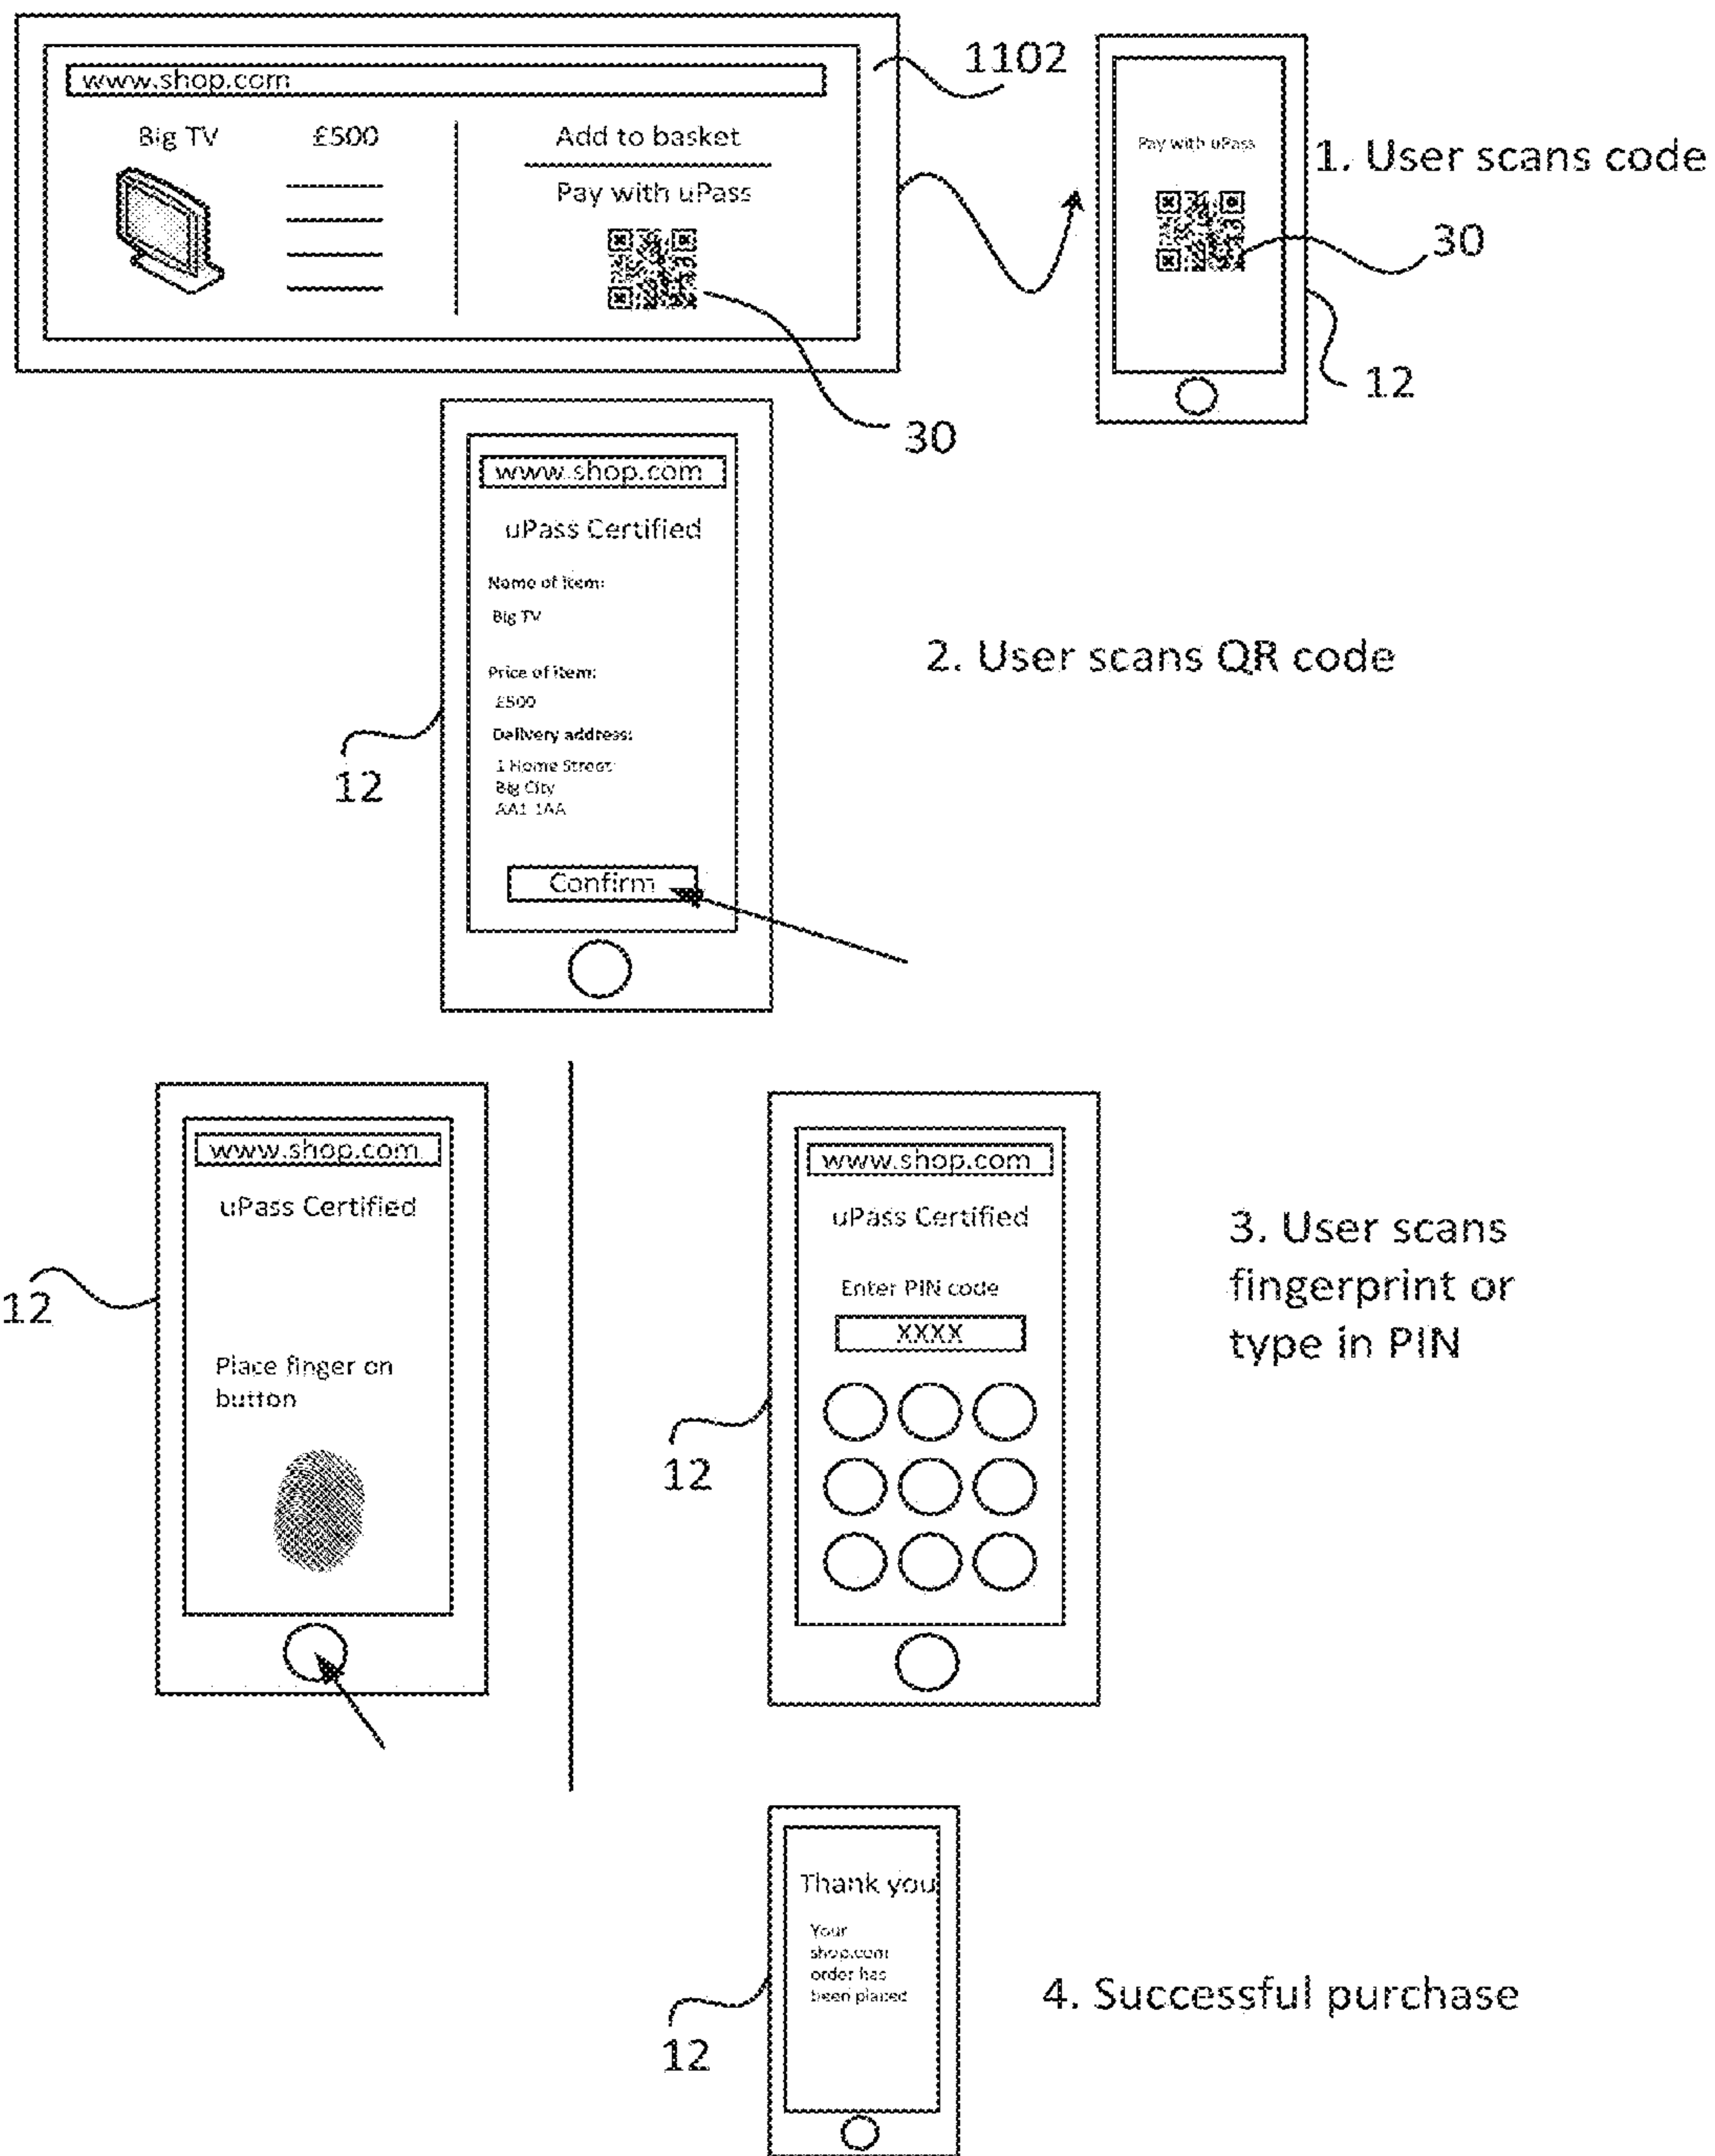 www.shop.com
Big TV
£500
Add to basket
Pay with uPass
30
1102
Pay with uPass
1. User scans code
30
12
www.shop.com
uPass Certified
Name of item:
Big TV
Price of item:
£500
Delivery address:
1 Home Street
Big City
AA1 1AA
Confirm
12
2. User scans QR code
www.shop.com
uPass Certified
Place finger on
button
12
www.shop.com
uPass Certified
Enter PIN code
XXXX
12
3. User scans
fingerprint or
type in PIN
Thank you
Your
shop.com
order has
been placed
12
4. Successful purchase